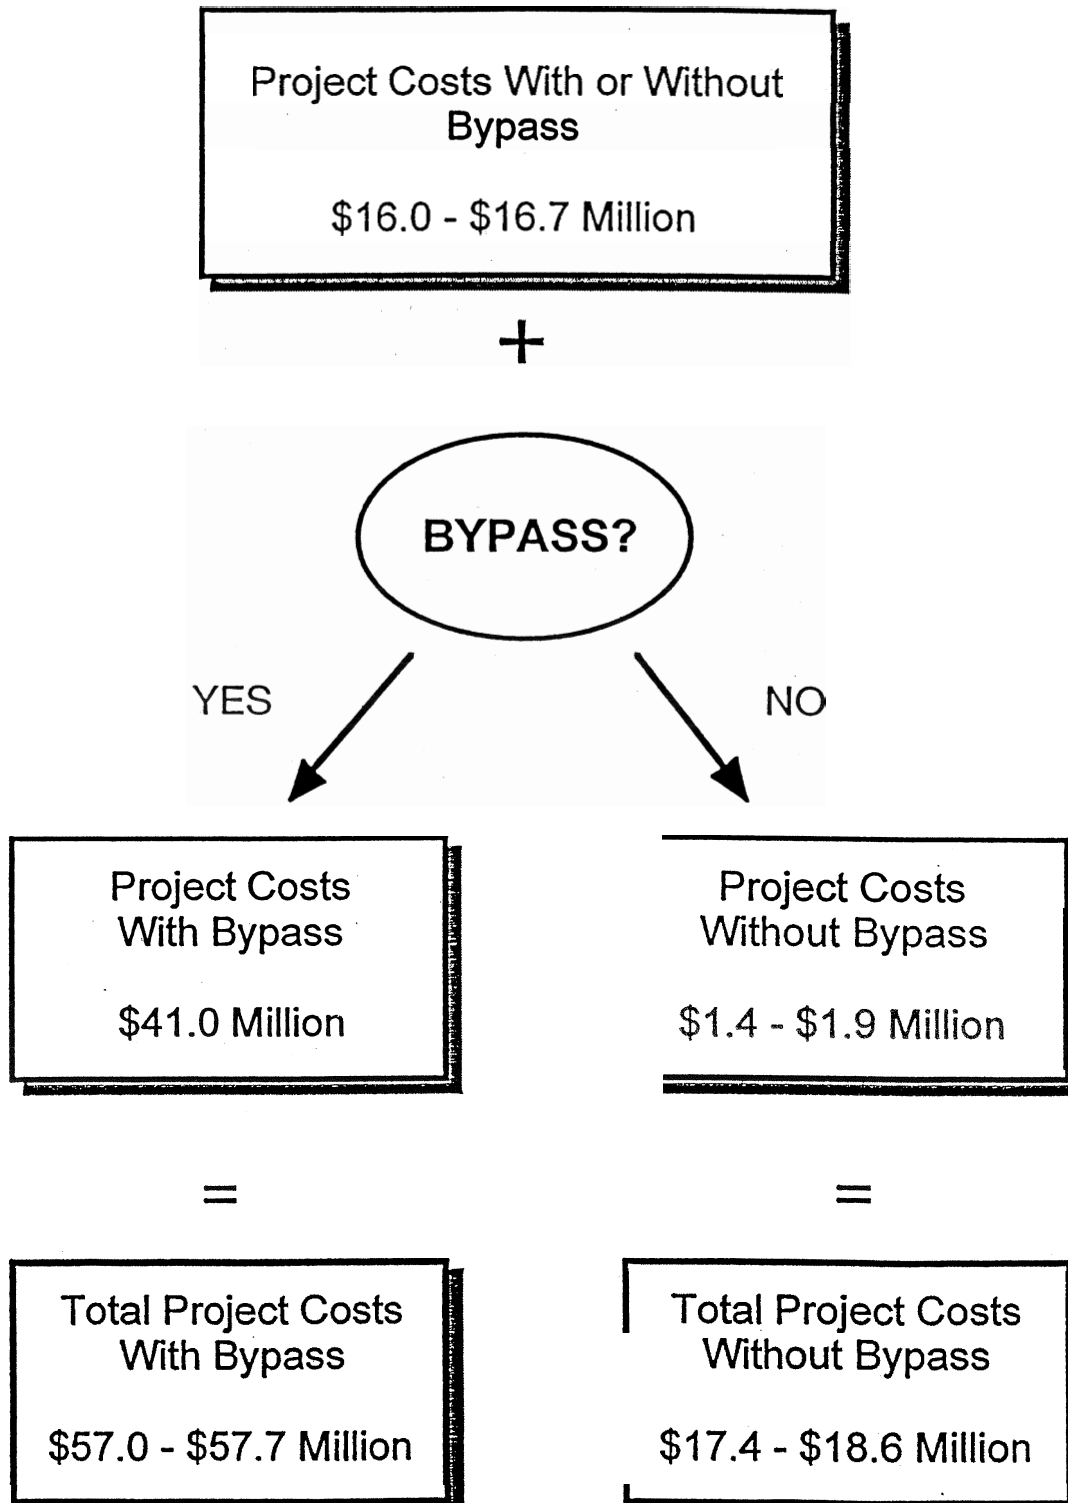 Project Costs With or Without
Bypass
$16.0 - $16.7 Million
+
BYPASS?
YES
NO
Project Costs
With Bypass
$41.0 Million
Project Costs
Without Bypass
$1.4 - $1.9 Million
=
=
Total Project Costs
With Bypass
$57.0 - $57.7 Million
Total Project Costs
Without Bypass
$17.4 - $18.6 Million